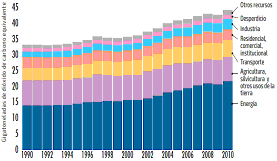 Gigatoneladas de dióxido de carbono equivalente
45
40
35
30
25
20
15
10
5
0
1990
1992
1994
1996
1998
2000
2002
2004
2006
2008
2010
Otros recursos
Desperdicio
Industria
Residencial,
comercial,
institucional
Transporte
Agricultura,
silvicultura y
otros usos de la
tierra
Energía